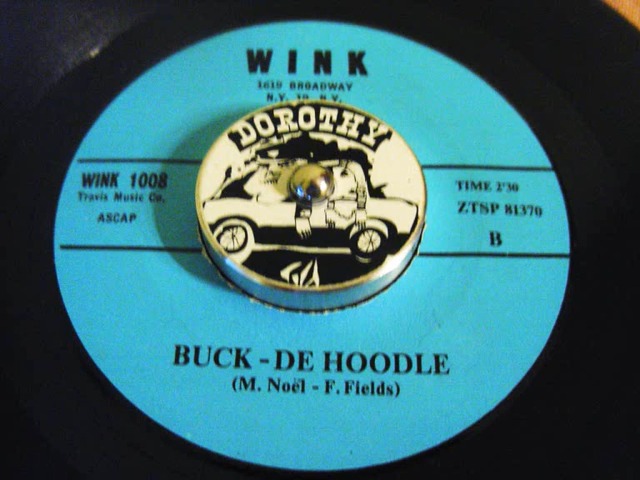 WINK
1619 BROADWAY
N.Y. 19 N.Y.
DOROTHY
WINK 1008
Travis Music Co.
ASCAP
TIME 2'30
ZTSP 81370
B
BUCK - DE HOODLE
(M. Noël - F. Fields)